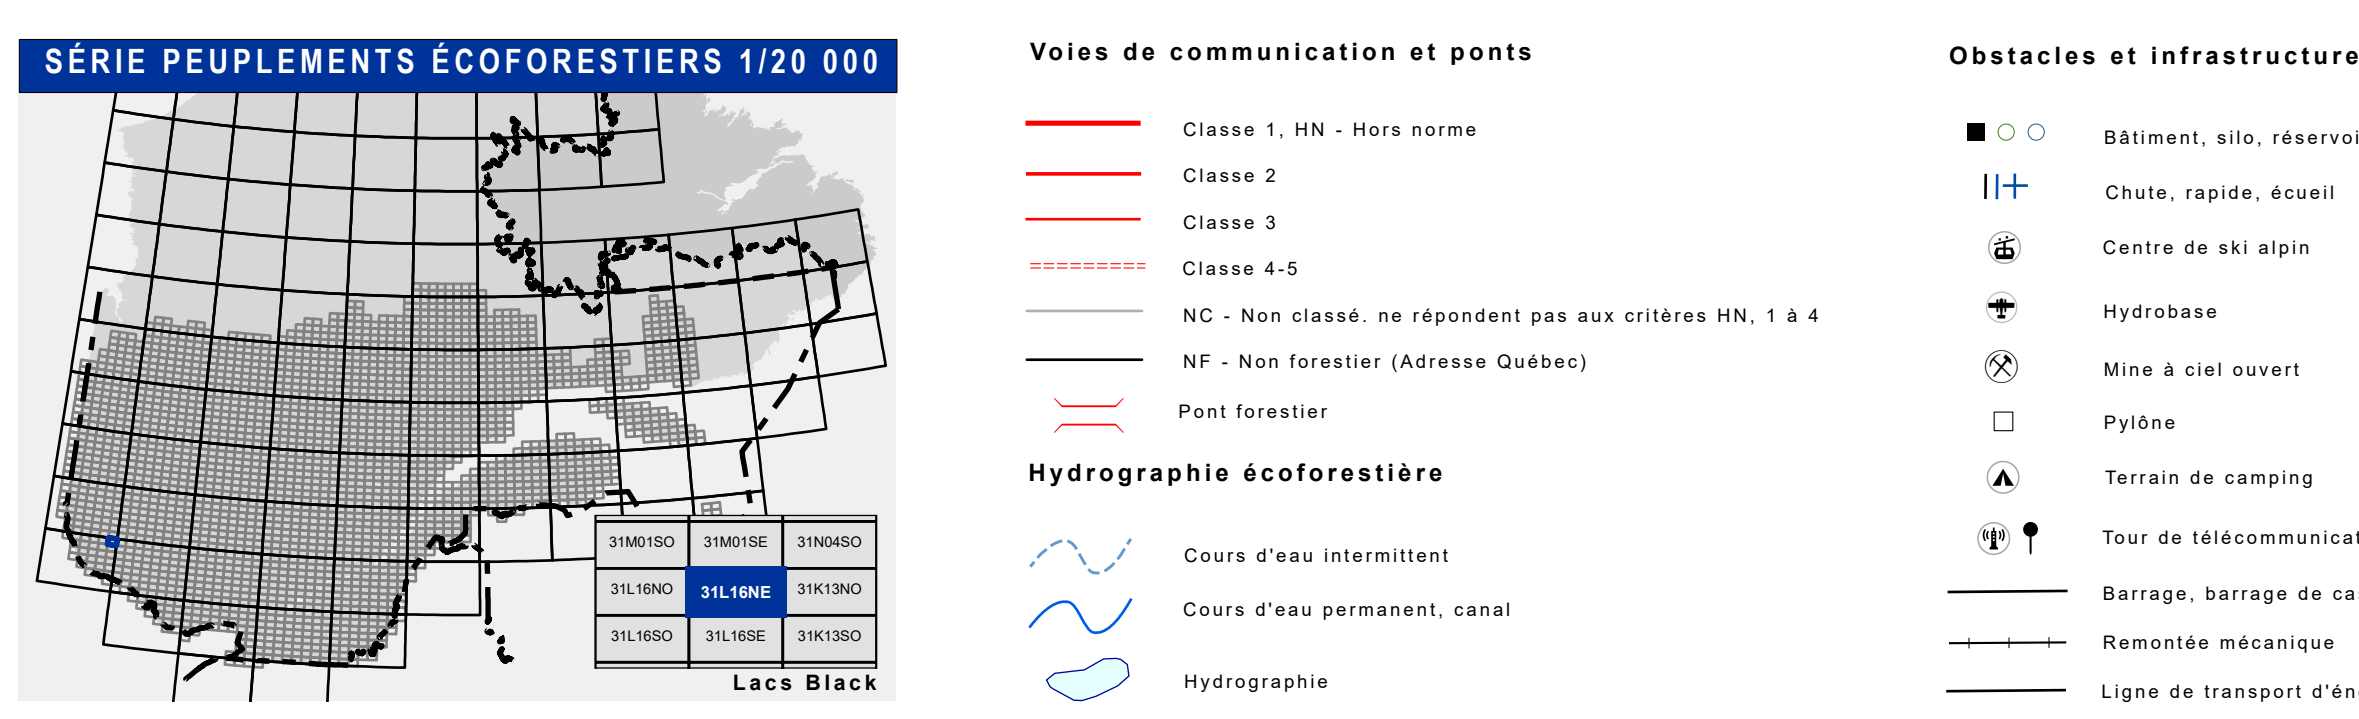 SÉRIE PEUPLEMENTS ÉCOFORESTIERS 1/20 000
31M01SO 31M01SE 31N04SO
31L16NO 31L16NE 31K13NO
31L16SO 31L16SE 31K13SO
Lacs Black
Voies de communication et ponts
Classe 1, HN - Hors norme
Classe 2
Classe 3
Classe 4-5
NC - Non classé. ne répondent pas aux critères HN, 1 à 4
NF - Non forestier (Adresse Québec)
Pont forestier
Hydrographie écoforestière
Cours d'eau intermittent
Cours d'eau permanent, canal
Hydrographie
Obstacles et infrastructure
Bâtiment, silo, réservoi
Chute, rapide, écueil
Centre de ski alpin
Hydrobase
Mine à ciel ouvert
Pylône
Terrain de camping
Tour de télécommunicat
Barrage, barrage de ca
Remontée mécanique
Ligne de transport d'én